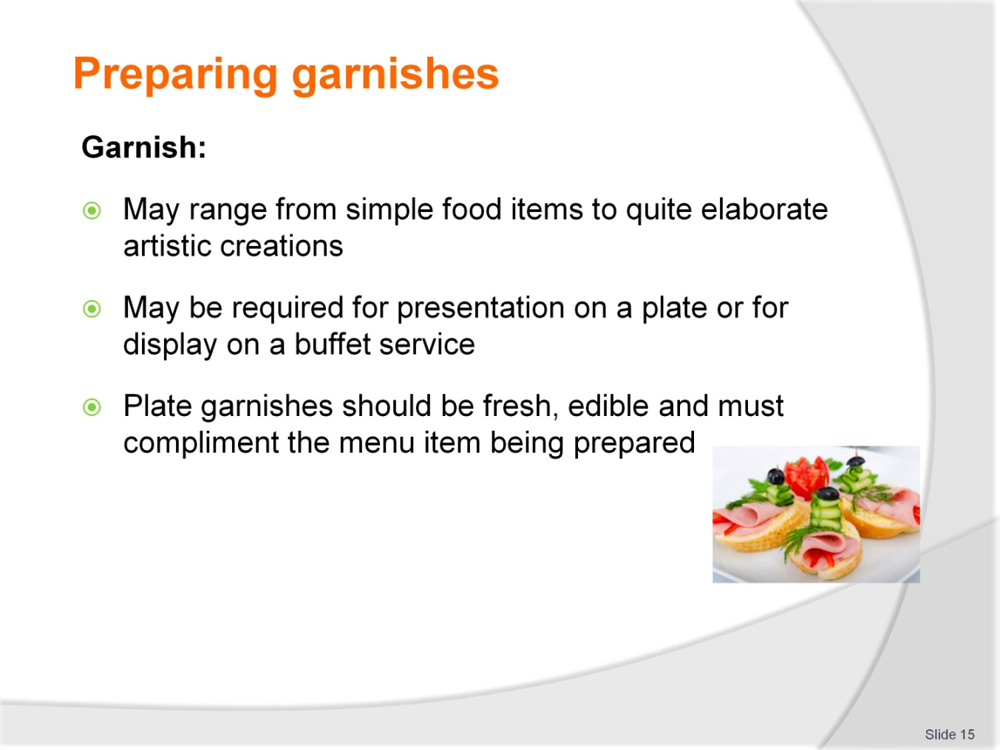 Preparing garnishes
Garnish:
May range from simple food items to quite elaborate
artistic creations
May be required for presentation on a plate or for
display on a buffet service
Plate garnishes should be fresh, edible and must
compliment the menu item being prepared
Slide 15